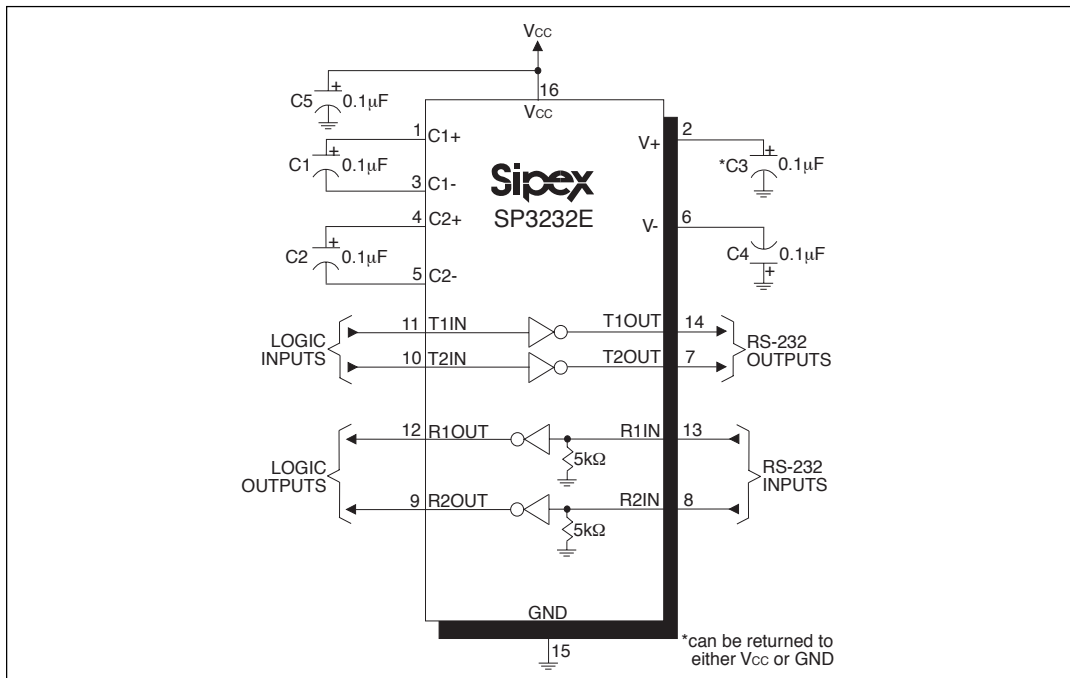 VCC
C5 + 0.1µF
16
VCC
1 C1+
C1 + 0.1µF
3 C1-
4 C2+
C2 + 0.1µF
5 C2-
Sipex
SP3232E
V+ 2
*C3 + 0.1µF
V- 6
C4 0.1µF
+
LOGIC
INPUTS
11 T1IN T1OUT 14
10 T2IN T2OUT 7
RS-232
OUTPUTS
LOGIC
OUTPUTS
12 R1OUT R1IN 13
5kΩ
9 R2OUT R2IN 8
5kΩ
RS-232
INPUTS
GND
15
*can be returned to
either VCC or GND